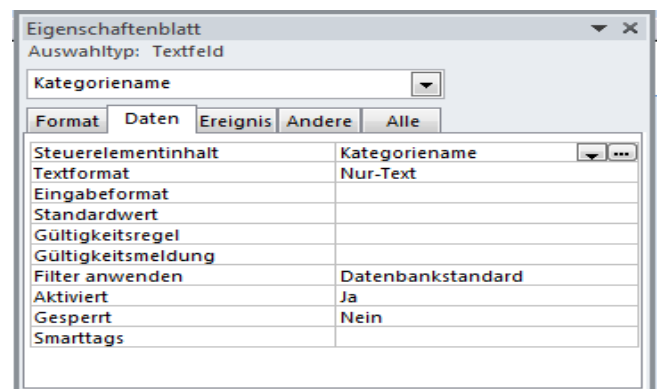 Eigenschaftenblatt
Auswahltyp: Textfeld
Kategoriename
Format Daten Ereignis Andere Alle
Steuerelementinhalt Kategoriename
Textformat Nur-Text
Eingabeformat
Standardwert
Gültigkeitsregel
Gültigkeitsmeldung
Filter anwenden Datenbankstandard
Aktiviert Ja
Gesperrt Nein
Smarttags